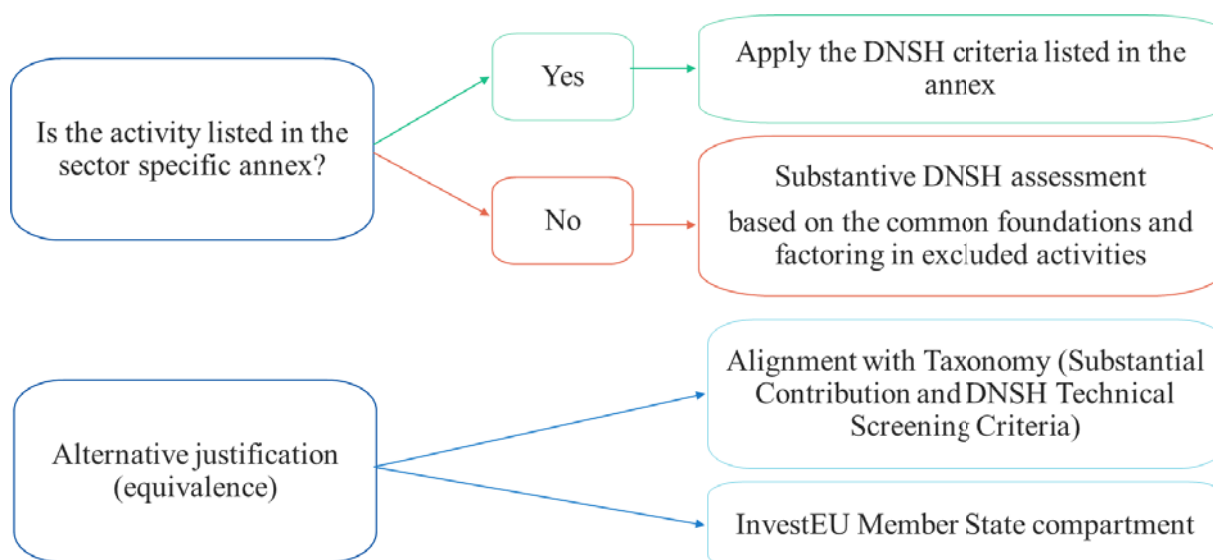 Is the activity listed in the
sector specific annex?
Yes
Apply the DNSH criteria listed in the
annex
No
Substantive DNSH assessment
based on the common foundations and
factoring in excluded activities
Alternative justification
(equivalence)
Alignment with Taxonomy (Substantial
Contribution and DNSH Technical
Screening Criteria)
InvestEU Member State compartment